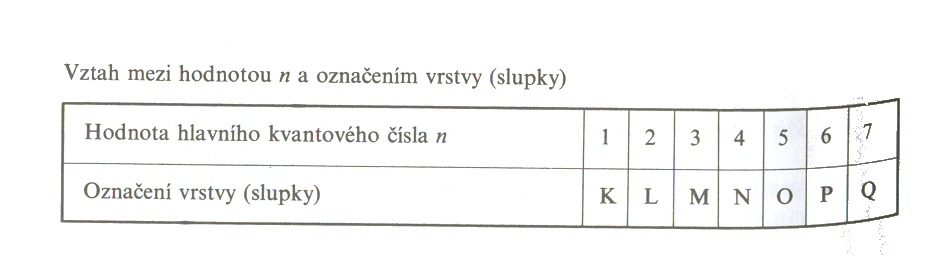 Vztah mezi hodnotou n a označením vrstvy (slupky)
Hodnota hlavního kvantového čísla n 1 2 3 4 5 6 7
Označení vrstvy (slupky) K L M N O P Q